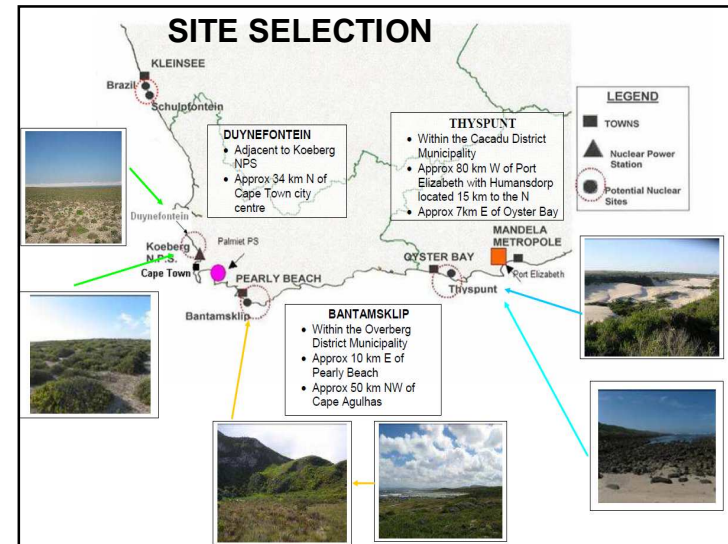 SITE SELECTION
KLEINSEE
Brazil
Schulpfontein
DUYNEFONTEIN
• Adjacent to Koeberg
NPS
• Approx 34 km N of
Cape Town city
centre
THYSPUNT
• Within the Cacadu District
Municipality
• Approx 80 km W of Port
Elizabeth with Humansdorp
located 15 km to the N
• Approx 7km E of Oyster Bay
LEGEND
TOWNS
Nuclear Power
Station
Potential Nuclear
Sites
Duynefontein
Koeberg
N.P.S.
Cape Town
Palmiet PS
PEARLY BEACH
Bantamsklip
OYSTER BAY
Thyspunt
MANDELA
METROPOLE
Port Elizabeth
BANTAMSKLIP
• Within the Overberg
District Municipality
• Approx 10 km E of
Pearly Beach
• Approx 50 km NW of
Cape Agulhas